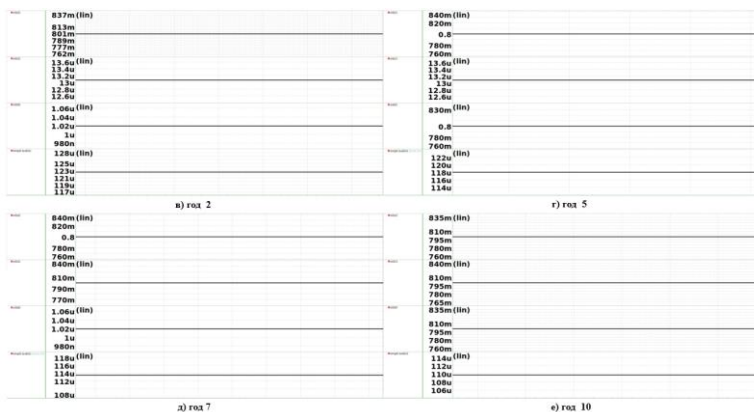 837m (lin)
813m
801m
789m
777m
762m
13.6u (lin)
13.4u
13.2u
13u
12.8u
12.6u
1.06u (lin)
1.04u
1.02u
1u
980n
128u (lin)
125u
123u
121u
119u
117u
в) год 2
840m (lin)
820m
0.8
780m
760m
13.6u (lin)
13.4u
13.2u
13u
12.8u
12.6u
830m (lin)
0.8
780m
760m
122u (lin)
120u
118u
116u
114u
г) год 5
840m (lin)
820m
0.8
780m
760m
840m (lin)
810m
790m
770m
1.06u (lin)
1.04u
1.02u
1u
980n
118u (lin)
116u
114u
112u
108u
д) год 7
835m (lin)
810m
795m
780m
760m
840m (lin)
810m
795m
780m
765m
835m (lin)
810m
795m
780m
760m
114u (lin)
112u
110u
108u
106u
е) год 10